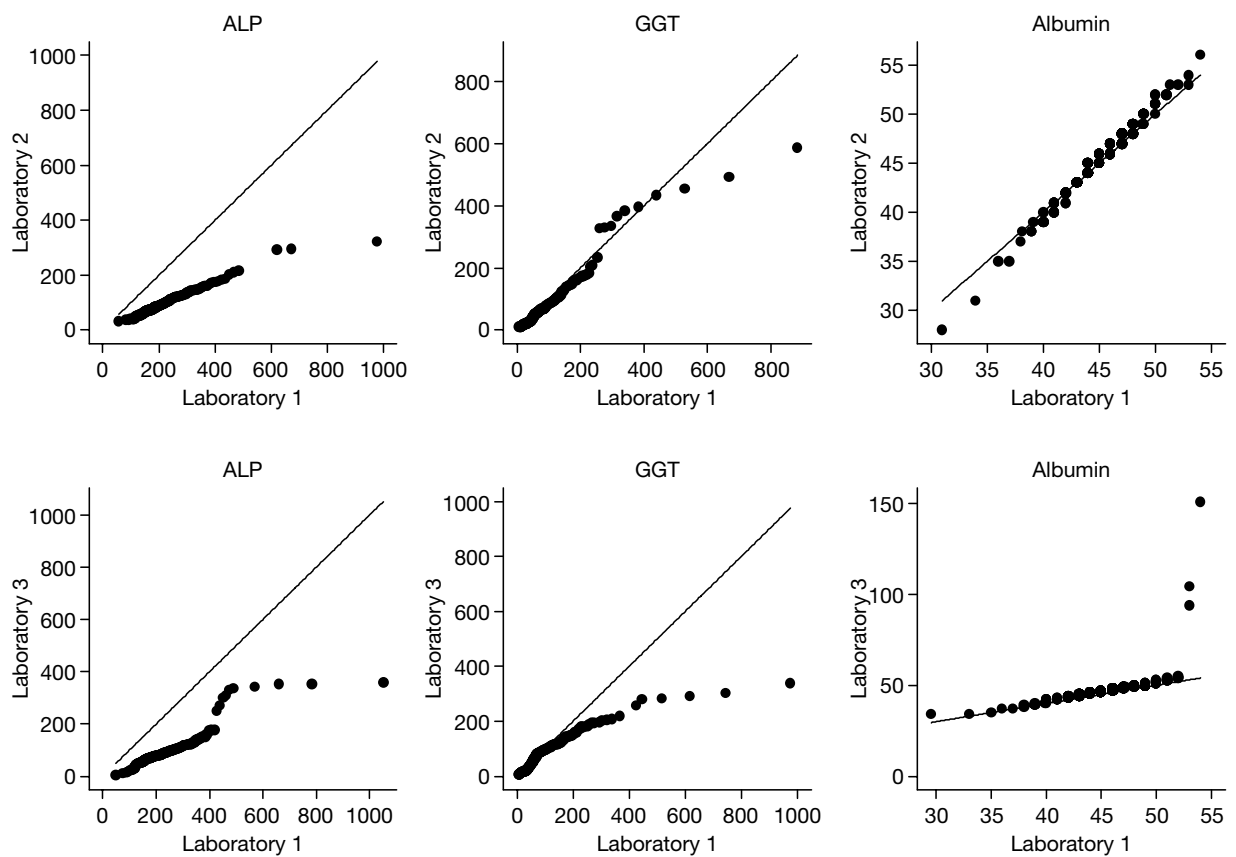 ALP
GGT
Albumin
1000
800
600
400
200
0
Laboratory 2
0 200 400 600 800 1000
Laboratory 1
800
600
400
200
0
Laboratory 2
0 200 400 600 800
Laboratory 1
55
50
45
40
35
30
Laboratory 2
30 35 40 45 50 55
Laboratory 1
ALP
GGT
Albumin
1000
800
600
400
200
0
Laboratory 3
0 200 400 600 800 1000
Laboratory 1
1000
800
600
400
200
0
Laboratory 3
0 200 400 600 800 1000
Laboratory 1
150
100
50
0
Laboratory 3
30 35 40 45 50 55
Laboratory 1